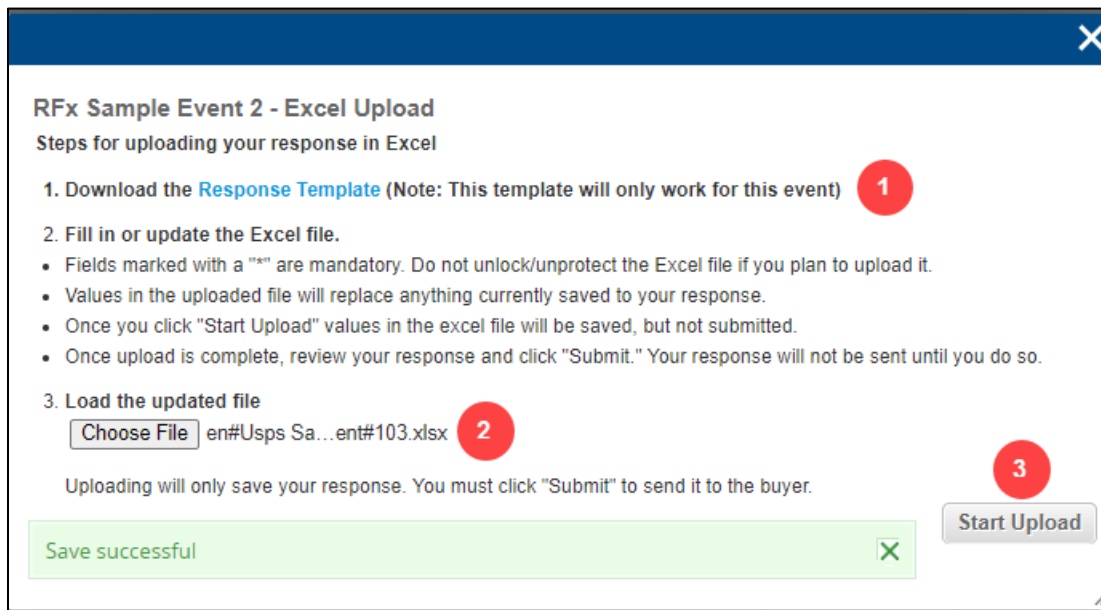 RFx Sample Event 2 - Excel Upload
Steps for uploading your response in Excel
1. Download the Response Template (Note: This template will only work for this event) 1
2. Fill in or update the Excel file.
• Fields marked with a "*" are mandatory. Do not unlock/unprotect the Excel file if you plan to upload it.
• Values in the uploaded file will replace anything currently saved to your response.
• Once you click "Start Upload" values in the excel file will be saved, but not submitted.
• Once upload is complete, review your response and click "Submit." Your response will not be sent until you do so.
3. Load the updated file
Choose File en#Usps Sa...ent#103.xlsx 2
Uploading will only save your response. You must click "Submit" to send it to the buyer.
3
Start Upload
Save successful